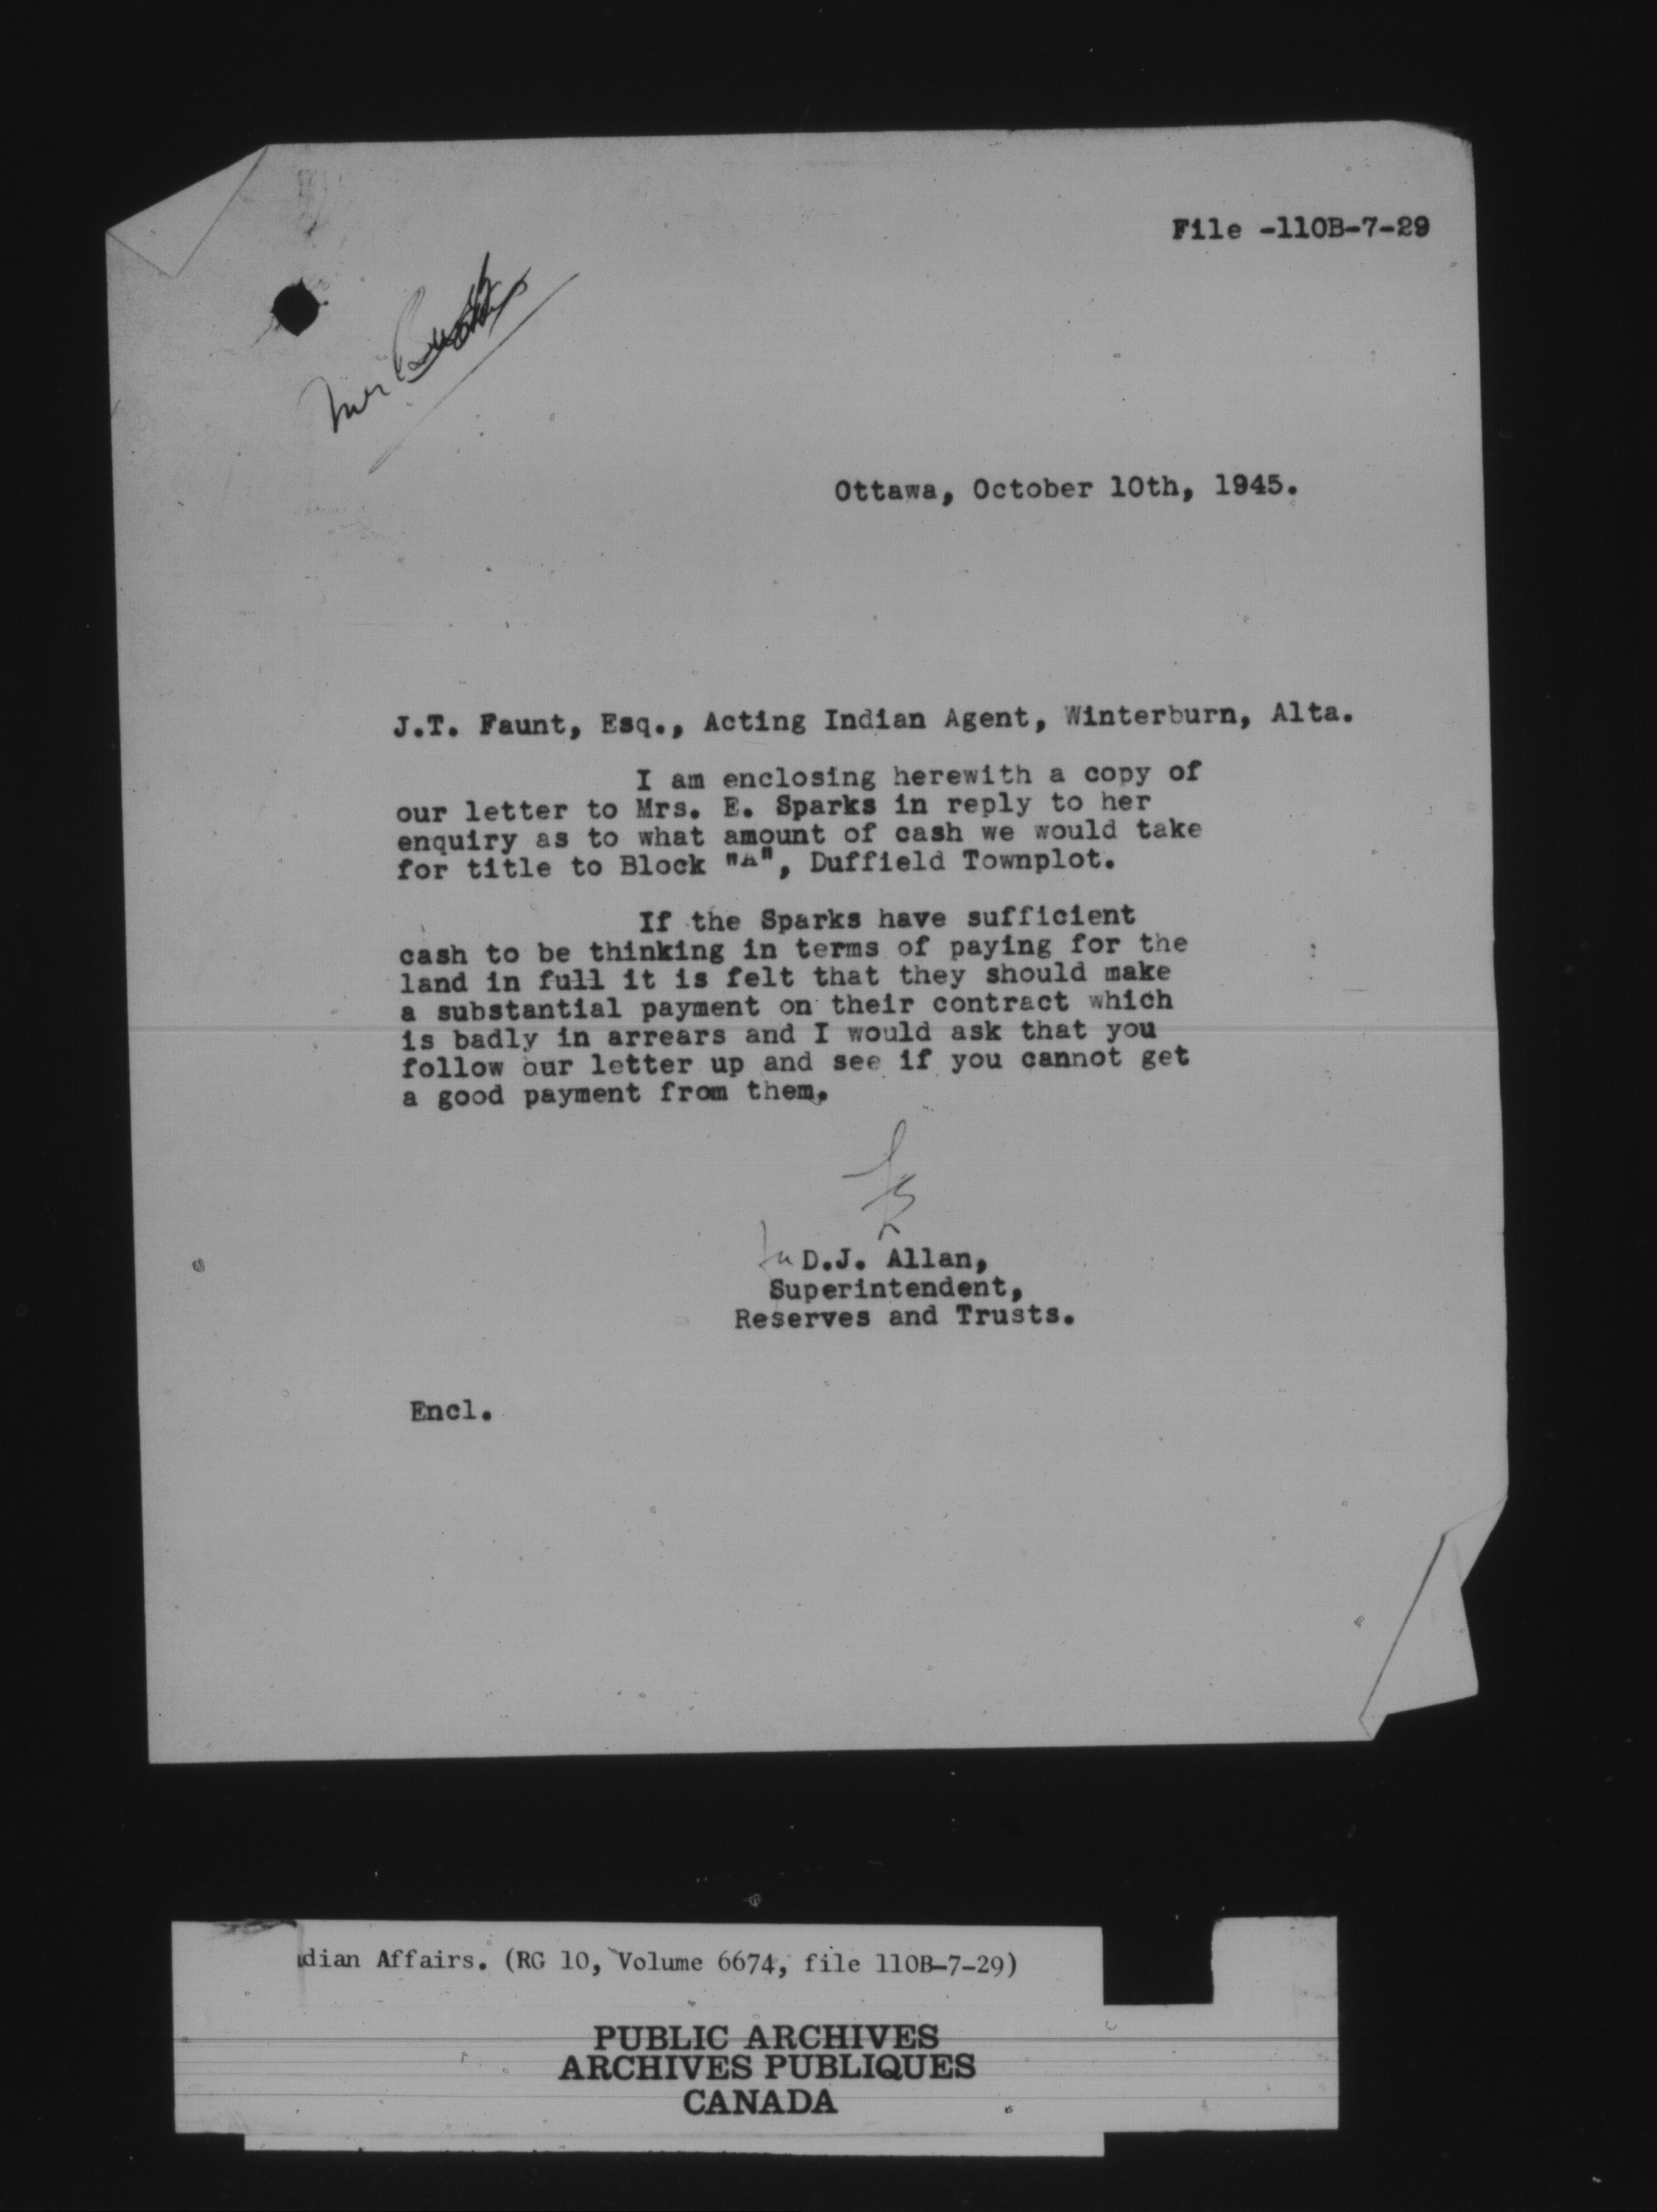 File -110B-7-29
Mr
Ottawa, October 10th, 1945.
J.T. Faunt, Esq., Acting Indian Agent, Winterburn, Alta.
I am enclosing herewith a copy of
our letter to Mrs. E. Sparks in reply to her
enquiry as to what amount of cash we would take
for title to Block "A", Duffield Townplot.
If the Sparks have sufficient
cash to be thinking in terms of paying for the
land in full it is felt that they should make
a substantial payment on their contract which
is badly in arrears and I would ask that you
follow our letter up and see if you cannot get
a good payment from them.
D.J. Allan,
Superintendent,
Reserves and Trusts.
Encl.
dian Affairs. (RG 10, Volume 6674, file 110B-7-29)
PUBLIC ARCHIVES
ARCHIVES PUBLIQUES
CANADA